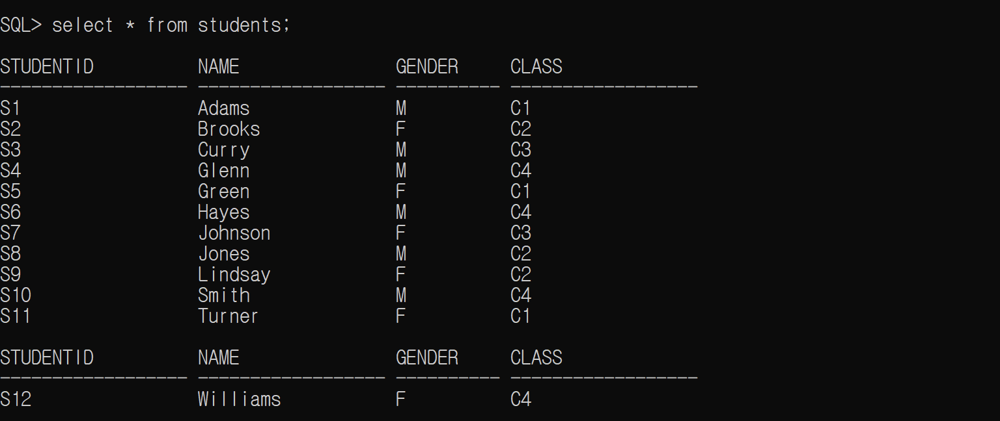 SQL> select * from students;
STUDENTID NAME GENDER CLASS
------------------ ------------------ ---------- ------------------
S1 Adams M C1
S2 Brooks F C2
S3 Curry M C3
S4 Glenn M C4
S5 Green F C1
S6 Hayes M C4
S7 Johnson F C3
S8 Jones M C2
S9 Lindsay F C2
S10 Smith M C4
S11 Turner F C1
STUDENTID NAME GENDER CLASS
------------------ ------------------ ---------- ------------------
S12 Williams F C4